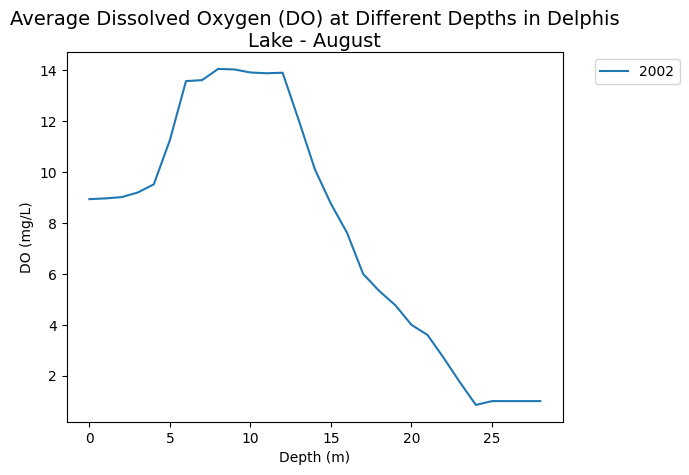 Average Dissolved Oxygen (DO) at Different Depths in Delphis
Lake - August
2002
14
12
10
8
6
4
2
DO (mg/L)
0 5 10 15 20 25
Depth (m)